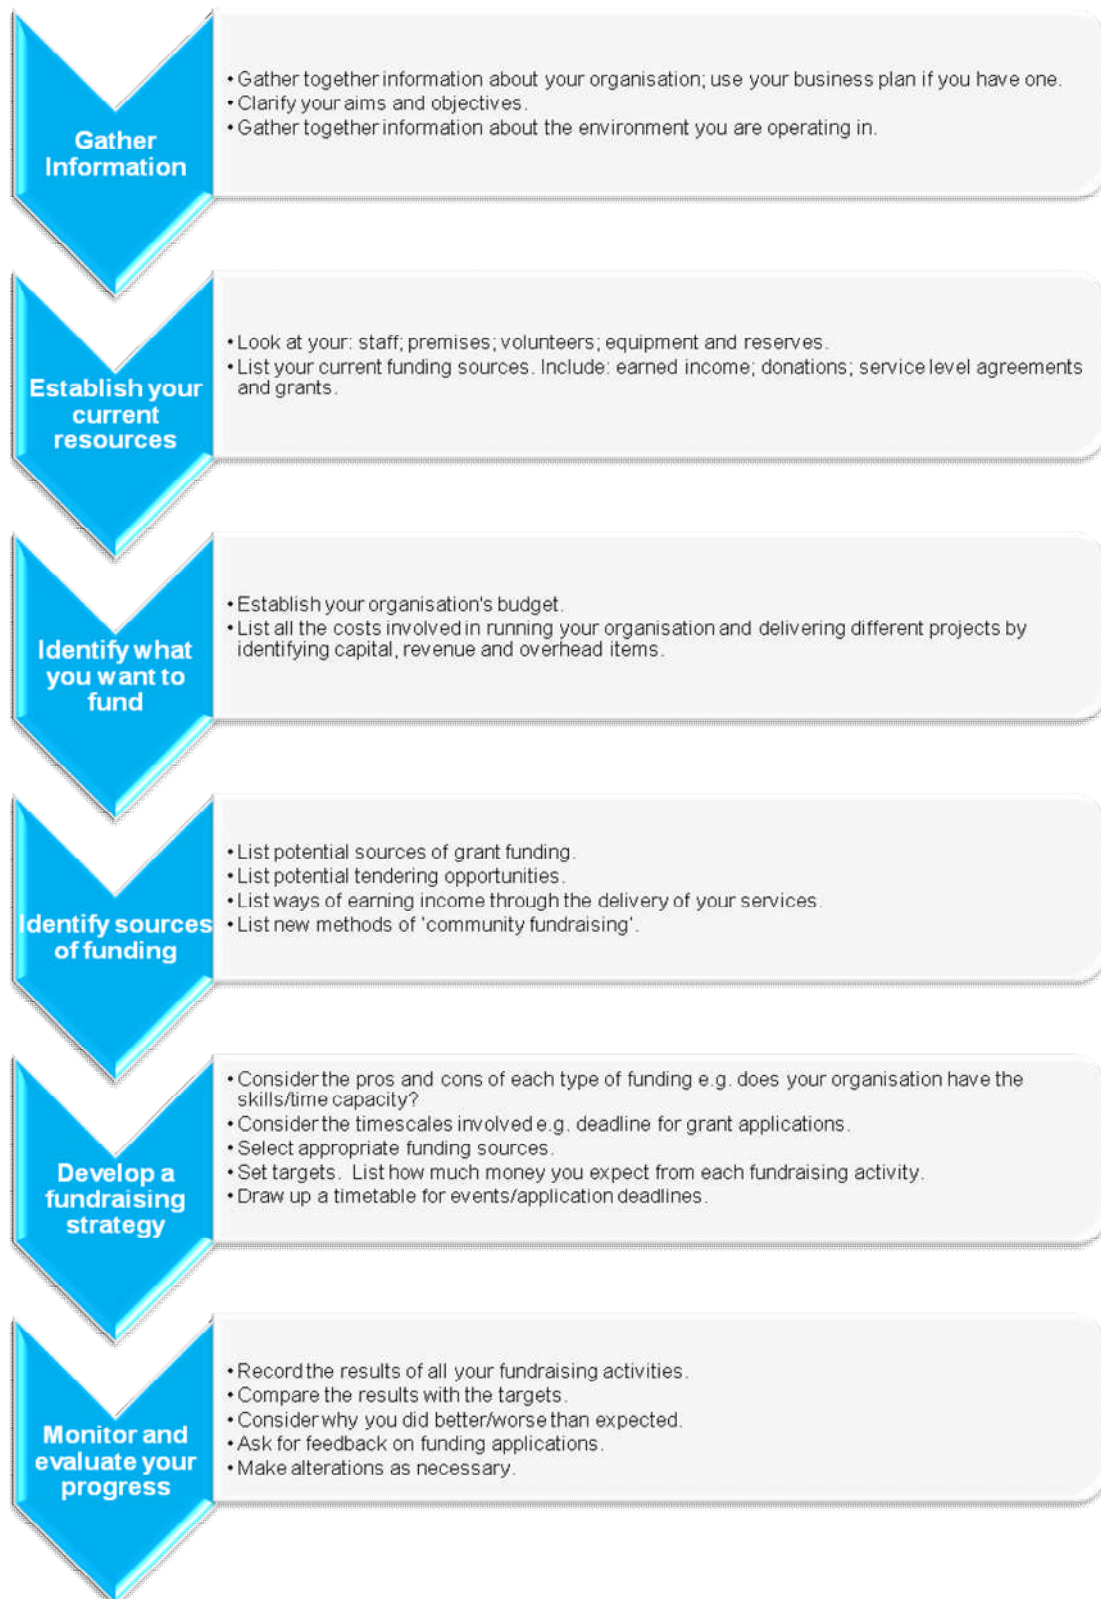 Gather
Information
• Gather together information about your organisation; use your business plan if you have one.
• Clarify your aims and objectives.
• Gather together information about the environment you are operating in.
Establish your
current
resources
• Look at your: staff; premises; volunteers; equipment and reserves.
• List your current funding sources. Include: earned income; donations; service level agreements
and grants.
Identify what
you want to
fund
• Establish your organisation's budget.
• List all the costs involved in running your organisation and delivering different projects by
identifying capital, revenue and overhead items.
Identify sources
of funding
• List potential sources of grant funding.
• List potential tendering opportunities.
• List ways of earning income through the delivery of your services.
• List new methods of 'community fundraising'.
Develop a
fundraising
strategy
• Consider the pros and cons of each type of funding e.g. does your organisation have the
skills/time capacity?
• Consider the timescales involved e.g. deadline for grant applications.
• Select appropriate funding sources.
• Set targets. List how much money you expect from each fundraising activity.
• Draw up a timetable for events/application deadlines.
Monitor and
evaluate your
progress
• Record the results of all your fundraising activities.
• Compare the results with the targets.
• Consider why you did better/worse than expected.
• Ask for feedback on funding applications.
• Make alterations as necessary.